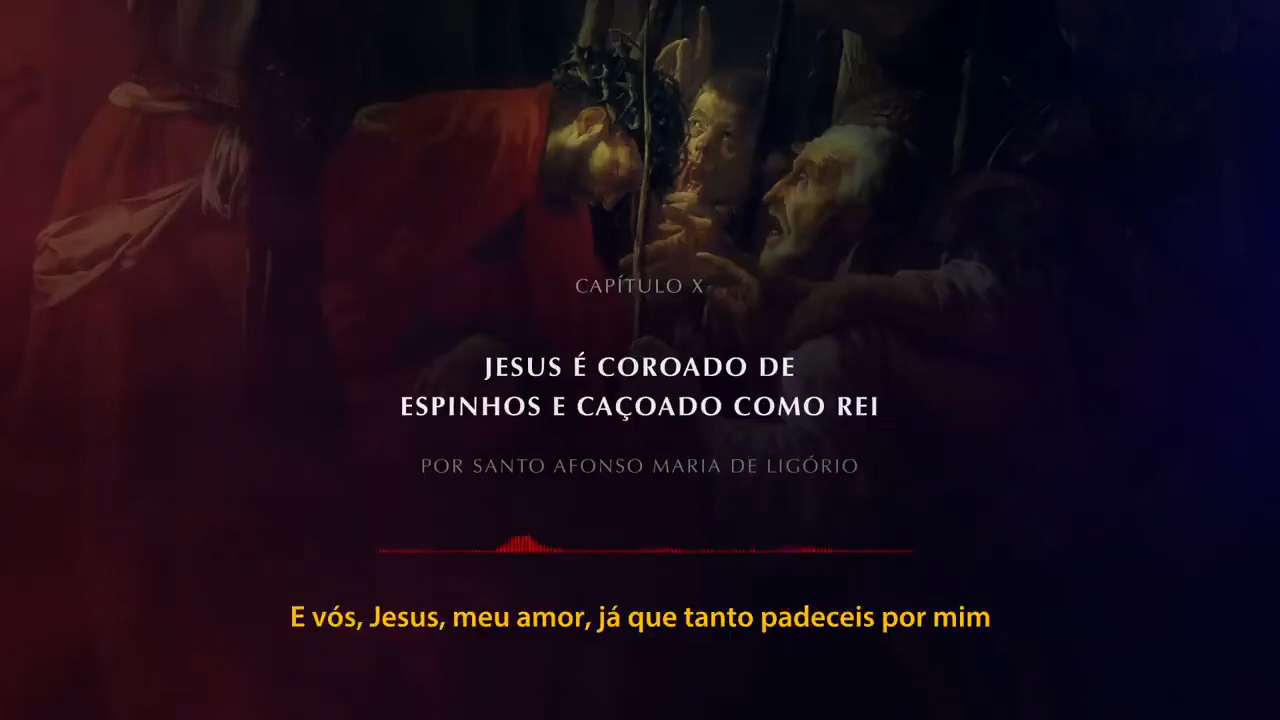 CAPÍTULO X
JESUS É COROADO DE
ESPINHOS E CAÇOADO COMO REI
POR SANTO AFONSO MARIA DE LIGÓRIO
E vós, Jesus, meu amor, já que tanto padeceis por mim